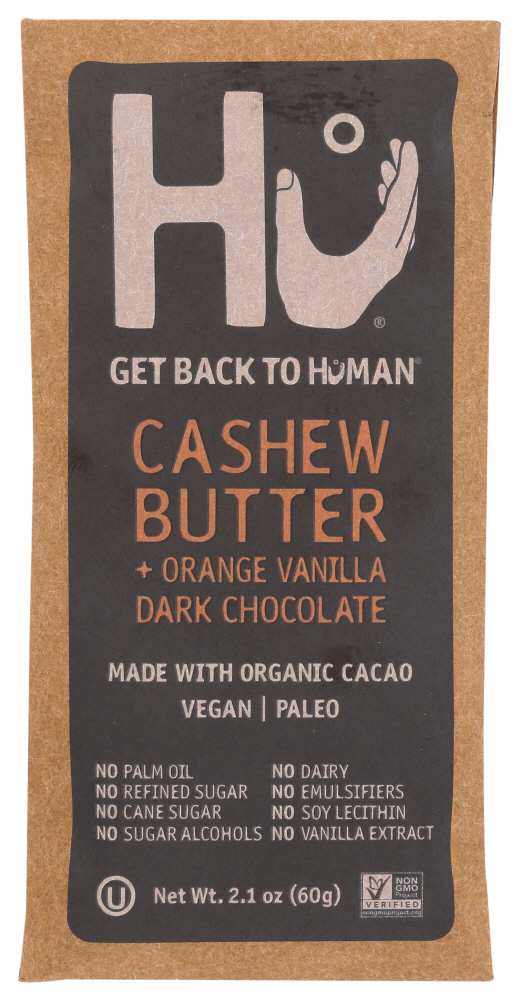 HU
®
GET BACK TO HUMAN®
CASHEW
BUTTER
+ ORANGE VANILLA
DARK CHOCOLATE
MADE WITH ORGANIC CACAO
VEGAN | PALEO
NO PALM OIL
NO REFINED SUGAR
NO CANE SUGAR
NO SUGAR ALCOHOLS
NO DAIRY
NO EMULSIFIERS
NO SOY LECITHIN
NO VANILLA EXTRACT
U
Net Wt. 2.1 oz (60g)
NON
GMO
Project
VERIFIED
nongmoproject.org